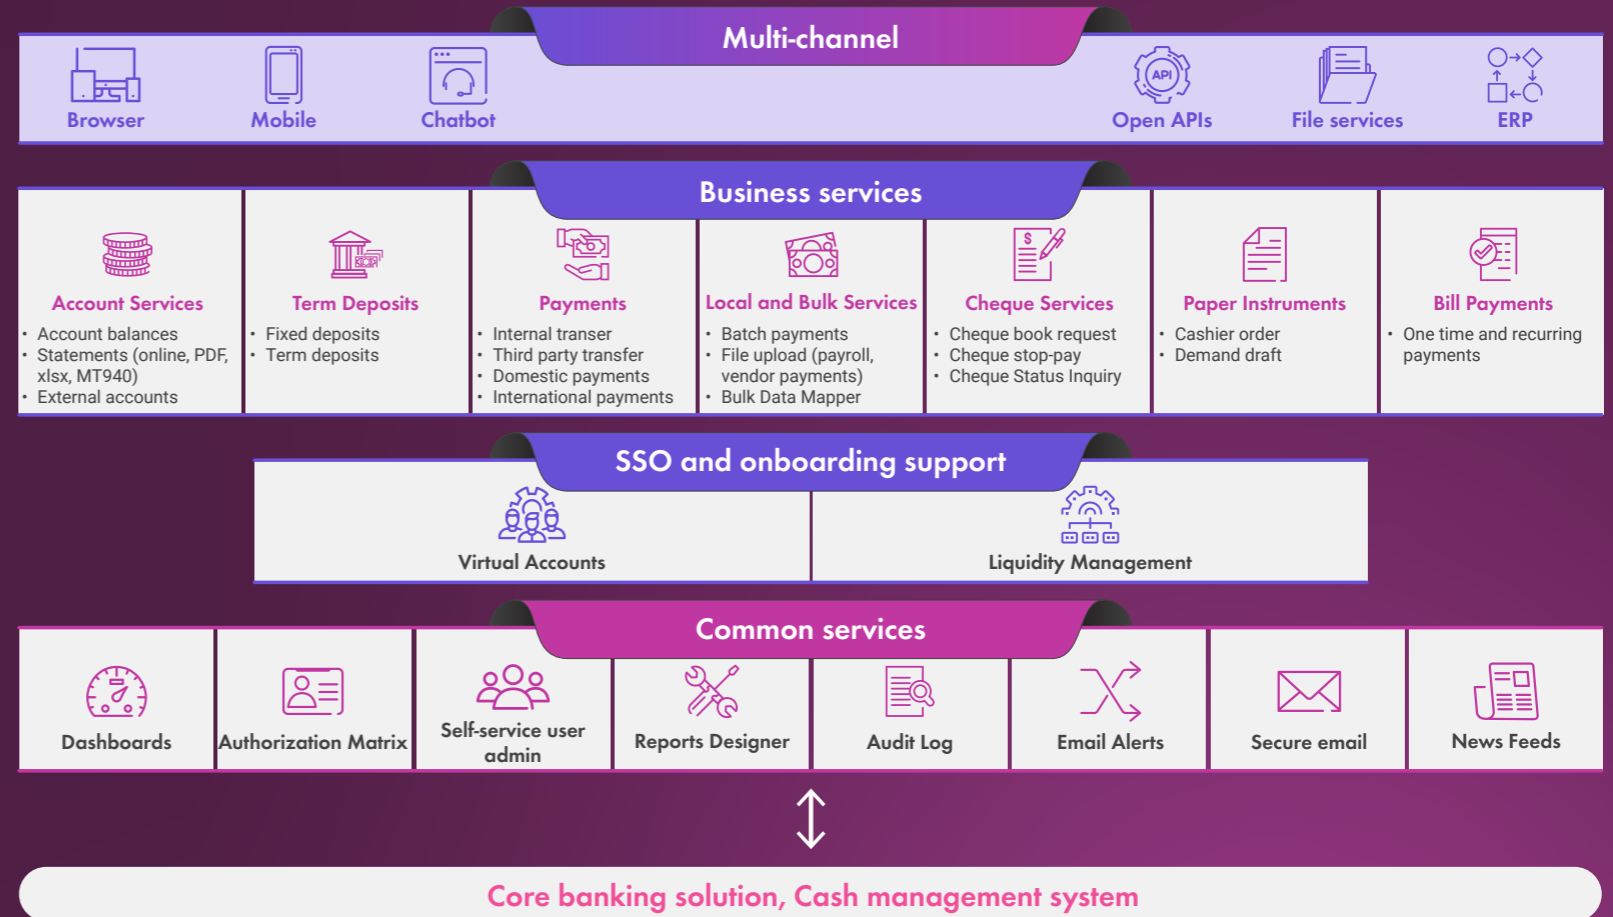 Multi-channel
Browser
Mobile
Chatbot
API
Open APIs
File services
ERP
Business services
Account Services
• Account balances
• Statements (online, PDF,
xlsx, MT940)
• External accounts
Term Deposits
• Fixed deposits
• Term deposits
Payments
• Internal transer
• Third party transfer
• Domestic payments
• International payments
Local and Bulk Services
• Batch payments
• File upload (payroll,
vendor payments)
• Bulk Data Mapper
$
Cheque Services
• Cheque book request
• Cheque stop-pay
• Cheque Status Inquiry
Paper Instruments
• Cashier order
• Demand draft
Bill Payments
• One time and recurring
payments
SSO and onboarding support
Virtual Accounts
Liquidity Management
Common services
Dashboards
Authorization Matrix
Self-service user
admin
Reports Designer
Audit Log
Email Alerts
Secure email
News Feeds
Core banking solution, Cash management system